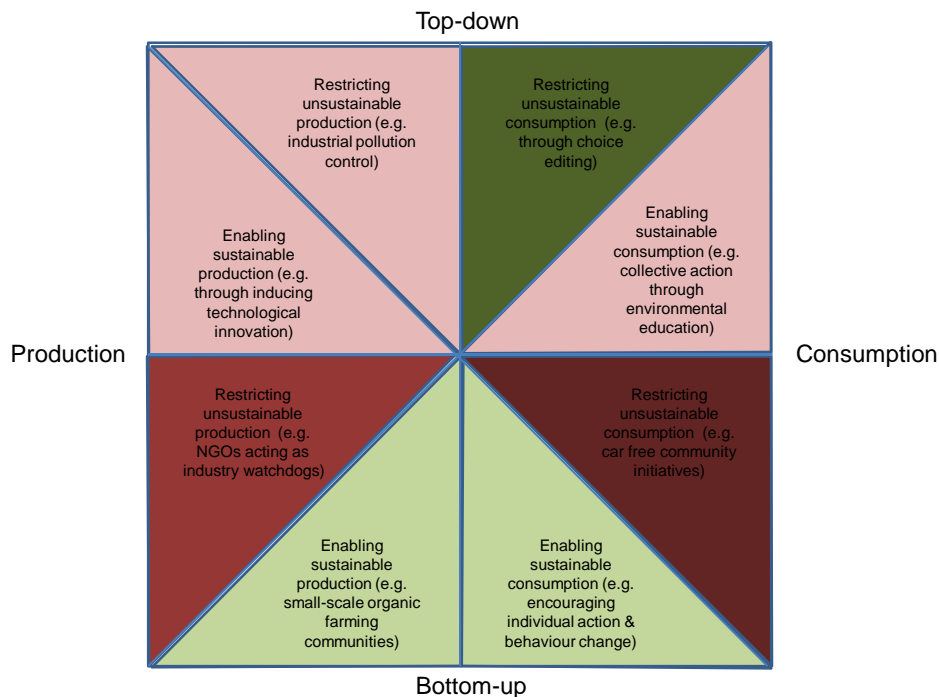 Top-down
Restricting
unsustainable
production (e.g.
industrial pollution
control)
Restricting
unsustainable
consumption (e.g.
through choice
editing)
Enabling
sustainable
production (e.g.
through inducing
technological
innovation)
Enabling
sustainable
consumption (e.g.
collective action
through
environmental
education)
Production
Consumption
Restricting
unsustainable
production (e.g.
NGOs acting as
industry watchdogs)
Restricting
unsustainable
consumption (e.g.
car free community
initiatives)
Enabling
sustainable
production (e.g.
small-scale organic
farming
communities)
Enabling
sustainable
consumption (e.g.
encouraging
individual action &
behaviour change)
Bottom-up